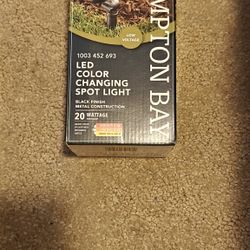 LOW
VOLTAGE
1003 452 693
LED
COLOR
CHANGING
SPOT LIGHT
BLACK FINISH
METAL CONSTRUCTION
20 WATTAGE
MPTON BAY